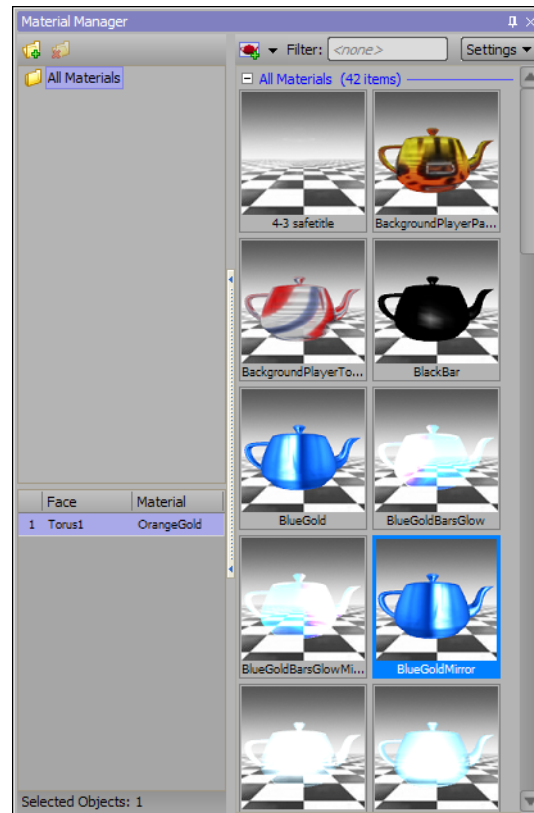 Material Manager
Filter: <none> Settings
All Materials
All Materials (42 items)
4-3 safetitle
BackgroundPlayerPa...
BackgroundPlayerTo...
BlackBar
BlueGold
BlueGoldBarsGlow
BlueGoldBarsGlowMi...
BlueGoldMirror
Face Material
1 Torus1 OrangeGold
Selected Objects: 1